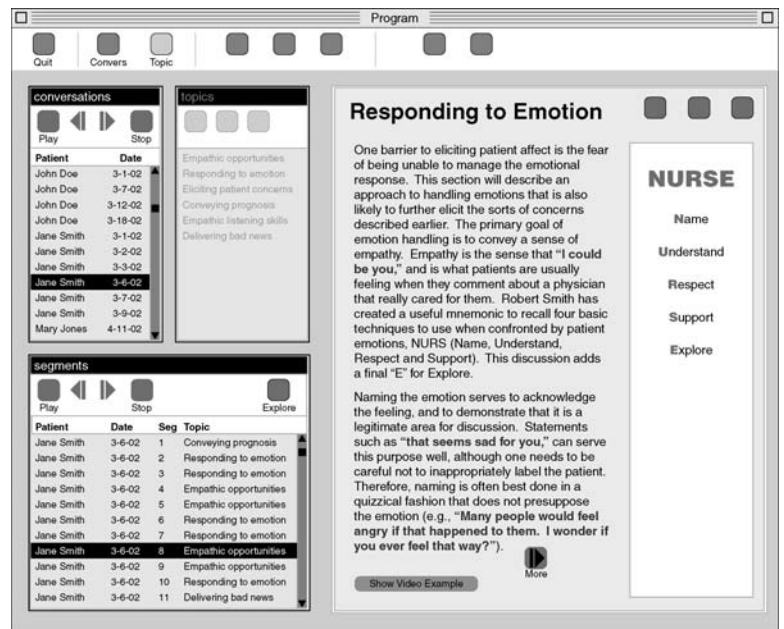 Program
Quit Convers Topic
conversations
Play Stop
Patient Date
John Doe 3-1-02
John Doe 3-7-02
John Doe 3-12-02
John Doe 3-18-02
Jane Smith 3-1-02
Jane Smith 3-2-02
Jane Smith 3-3-02
Jane Smith 3-6-02
Jane Smith 3-7-02
Jane Smith 3-9-02
Mary Jones 4-11-02
topics
Empathic opportunities
Responding to emotion
Eliciting patient concerns
Conveying prognosis
Empathic listening skills
Delivering bad news
segments
Play Stop Explore
Patient Date Seg Topic
Jane Smith 3-6-02 1 Conveying prognosis
Jane Smith 3-6-02 2 Responding to emotion
Jane Smith 3-6-02 3 Responding to emotion
Jane Smith 3-6-02 4 Empathic opportunities
Jane Smith 3-6-02 5 Empathic opportunities
Jane Smith 3-6-02 6 Responding to emotion
Jane Smith 3-6-02 7 Responding to emotion
Jane Smith 3-6-02 8 Empathic opportunities
Jane Smith 3-6-02 9 Empathic opportunities
Jane Smith 3-6-02 10 Responding to emotion
Jane Smith 3-6-02 11 Delivering bad news
Responding to Emotion
One barrier to eliciting patient affect is the fear
of being unable to manage the emotional
response. This section will describe an
approach to handling emotions that is also
likely to further elicit the sorts of concerns
described earlier. The primary goal of
emotion handling is to convey a sense of
empathy. Empathy is the sense that “I could
be you,” and is what patients are usually
feeling when they comment about a physician
that really cared for them. Robert Smith has
created a useful mnemonic to recall four basic
techniques to use when confronted by patient
emotions, NURS (Name, Understand,
Respect and Support). This discussion adds
a final “E” for Explore.
Naming the emotion serves to acknowledge
the feeling, and to demonstrate that it is a
legitimate area for discussion. Statements
such as “that seems sad for you,” can serve
this purpose well, although one needs to be
careful not to inappropriately label the patient.
Therefore, naming is often best done in a
quizzical fashion that does not presuppose
the emotion (e.g., “Many people would feel
angry if that happened to them. I wonder if
you ever feel that way?”).
More
Show Video Example
NURSE
Name
Understand
Respect
Support
Explore